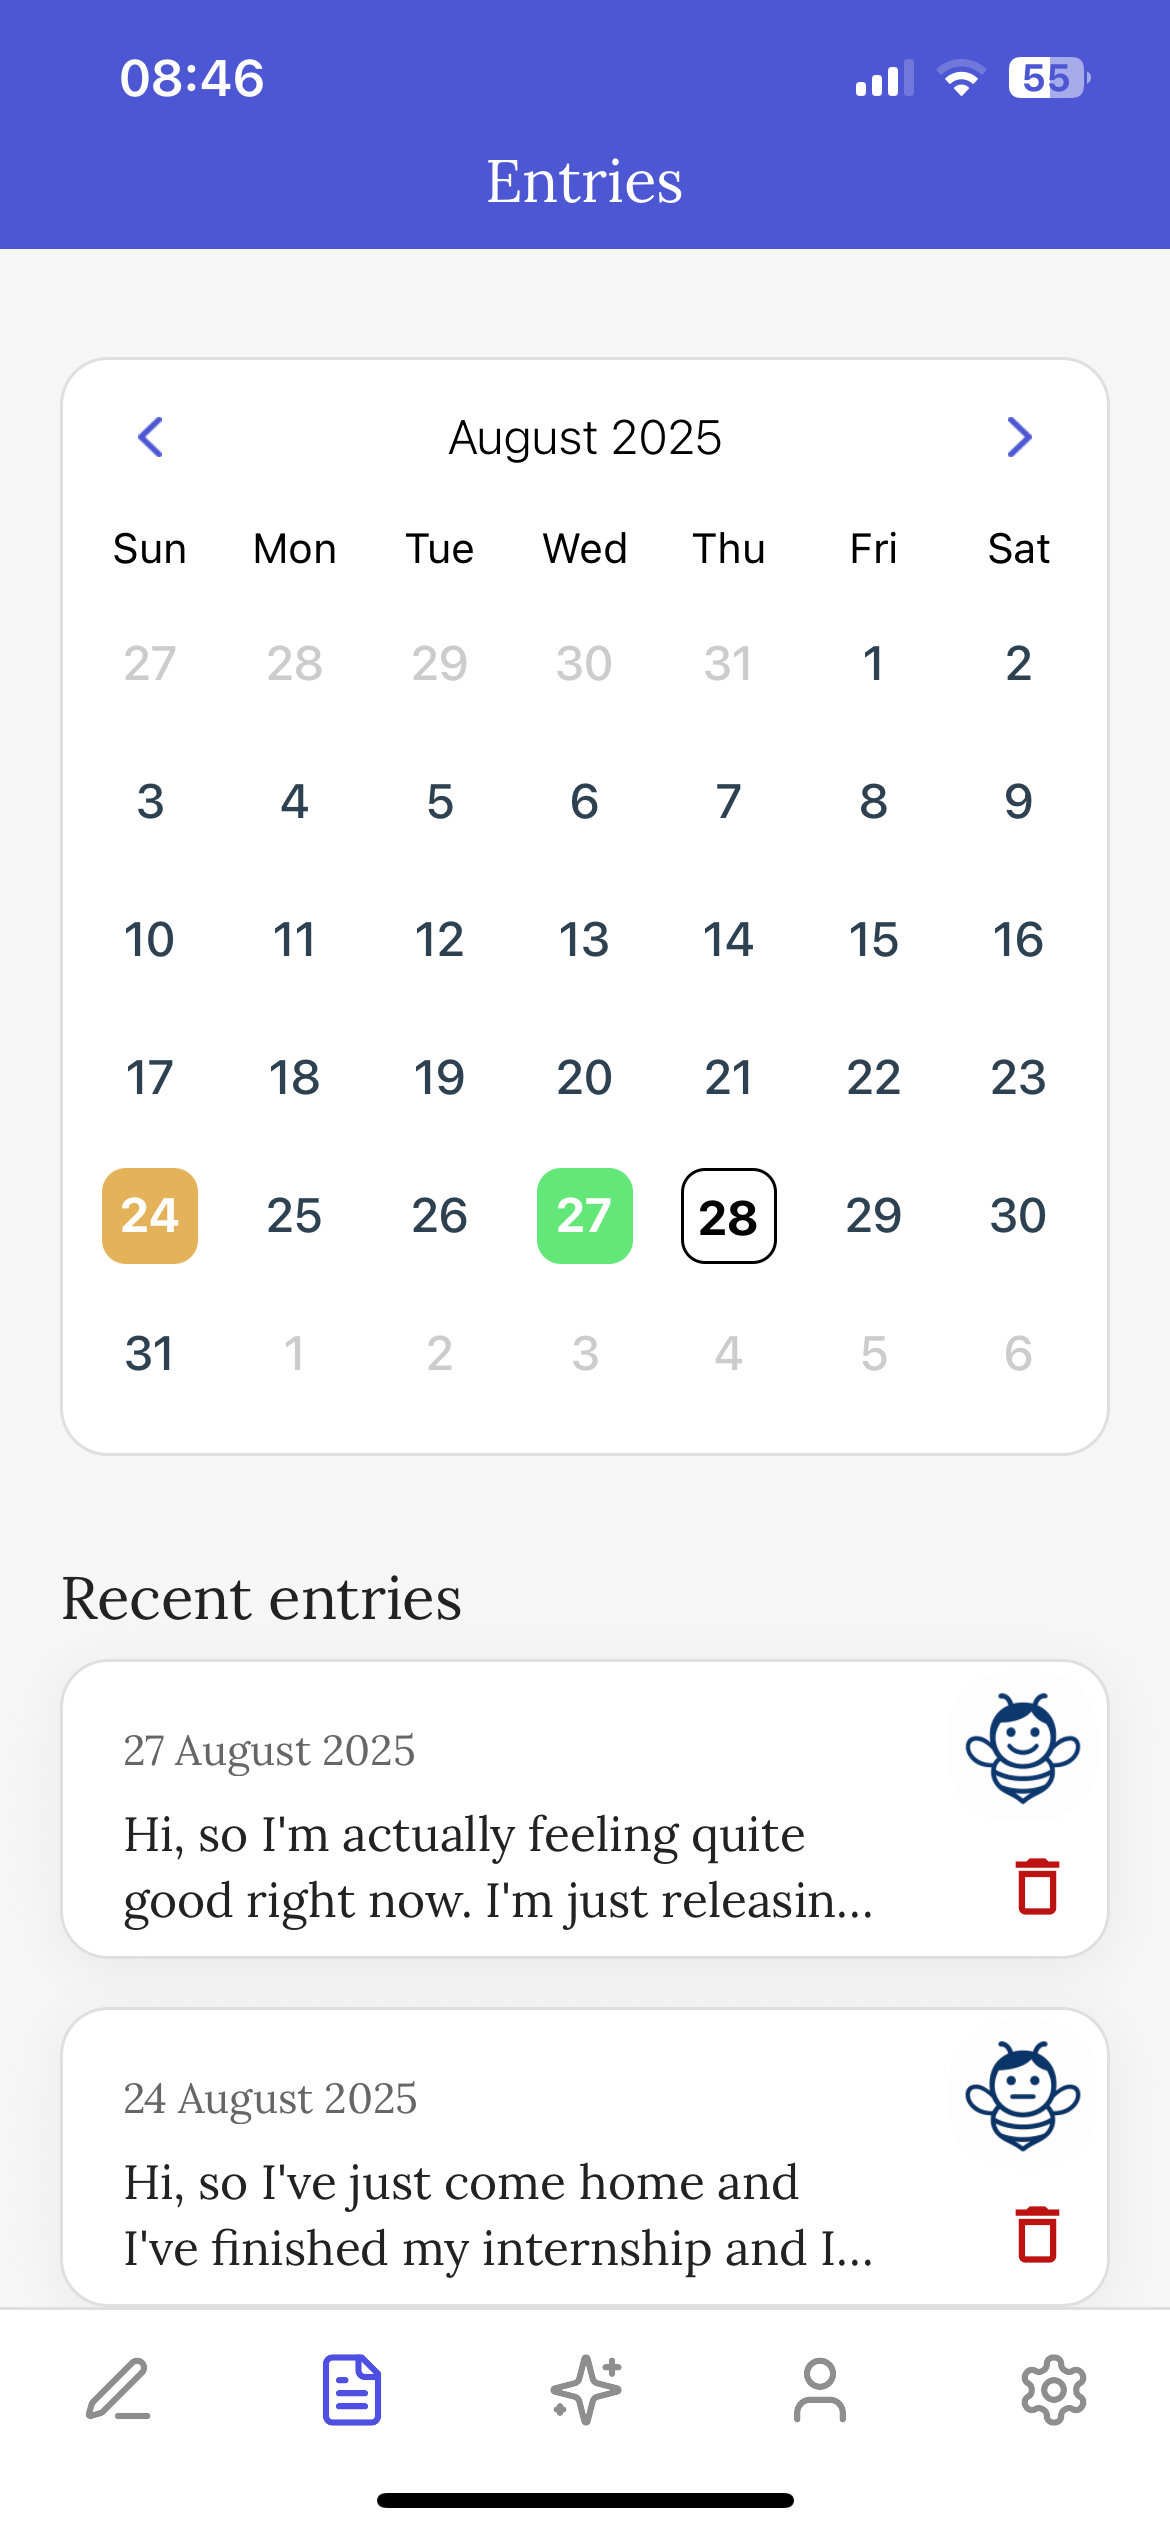 08:46
55
Entries
August 2025
Sun Mon Tue Wed Thu Fri Sat
27 28 29 30 31 1 2
3 4 5 6 7 8 9
10 11 12 13 14 15 16
17 18 19 20 21 22 23
24 25 26 27 28 29 30
31 1 2 3 4 5 6
Recent entries
27 August 2025
Hi, so I'm actually feeling quite
good right now. I'm just releasin...
24 August 2025
Hi, so I've just come home and
I've finished my internship and I...